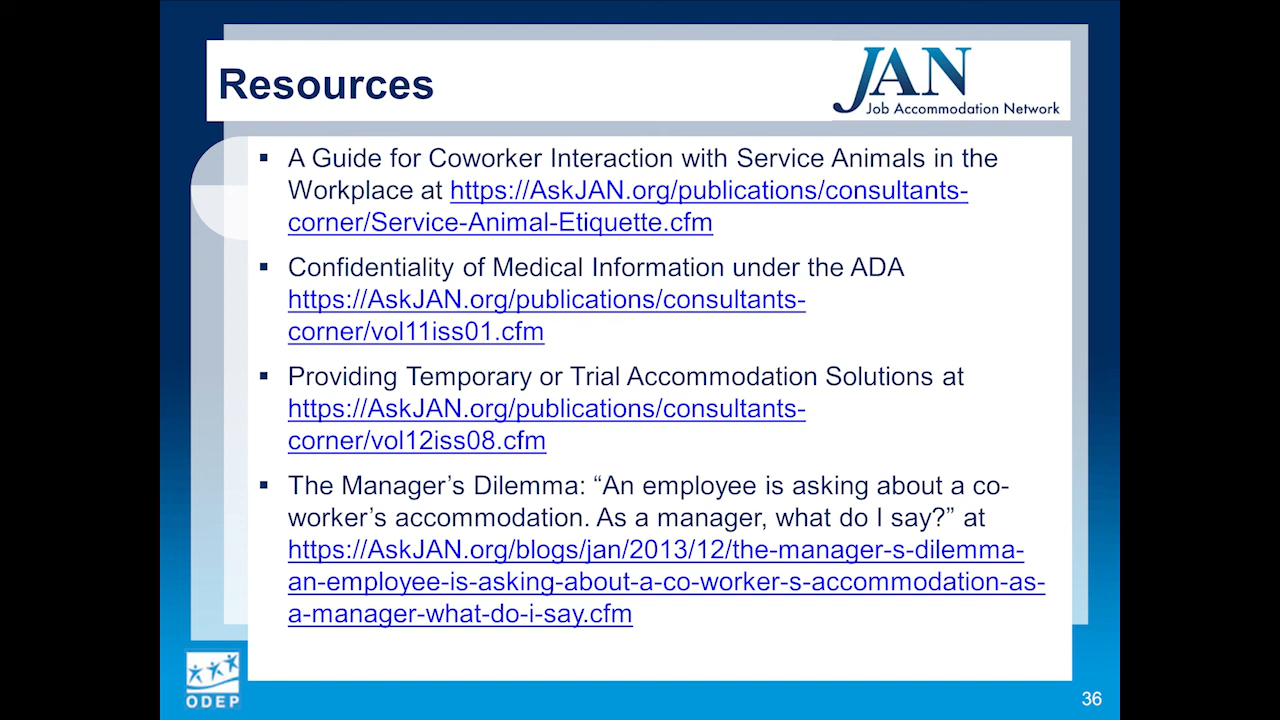 Resources
JAN
Job Accommodation Network
▪ A Guide for Coworker Interaction with Service Animals in the
Workplace at https://AskJAN.org/publications/consultants-
corner/Service-Animal-Etiquette.cfm
▪ Confidentiality of Medical Information under the ADA
https://AskJAN.org/publications/consultants-
corner/vol11iss01.cfm
▪ Providing Temporary or Trial Accommodation Solutions at
https://AskJAN.org/publications/consultants-
corner/vol12iss08.cfm
▪ The Manager’s Dilemma: “An employee is asking about a co-
worker’s accommodation. As a manager, what do I say?” at
https://AskJAN.org/blogs/jan/2013/12/the-manager-s-dilemma-
an-employee-is-asking-about-a-co-worker-s-accommodation-as-
a-manager-what-do-i-say.cfm
ODEP
36